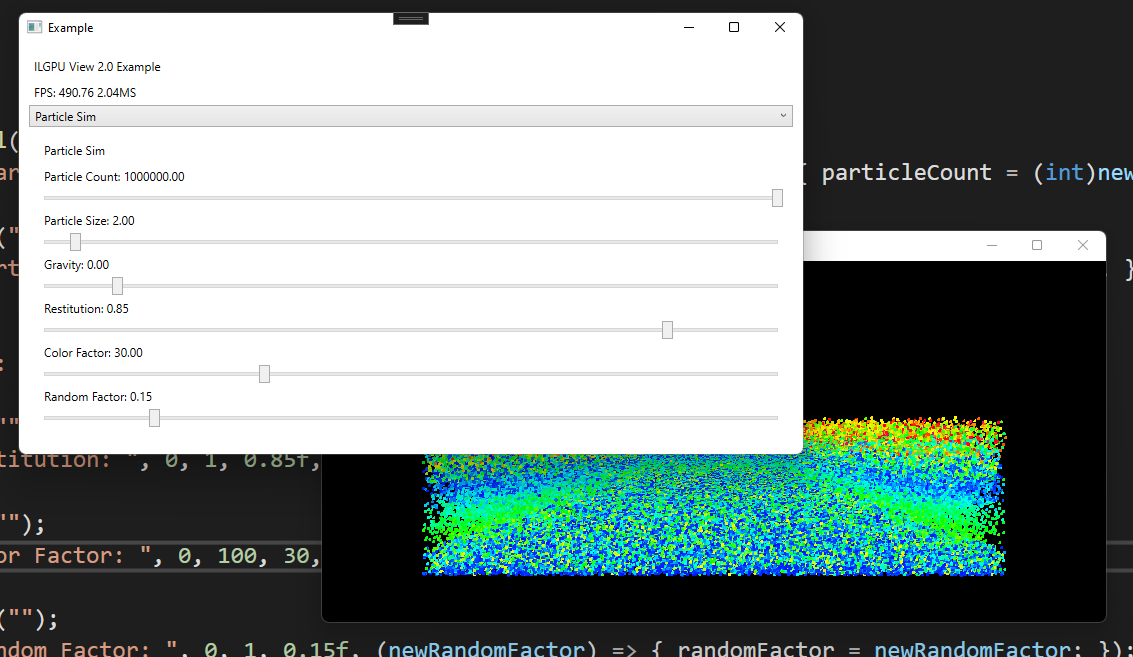 Example
ILGPU View 2.0 Example
FPS: 490.76 2.04MS
Particle Sim
Particle Sim
Particle Count: 1000000.00
Particle Size: 2.00
Gravity: 0.00
Restitution: 0.85
Color Factor: 30.00
Random Factor: 0.15
{ particleCount = (int)new
("
}
:
""
titution: ", 0, 1, 0.85f,
"");
or Factor: ", 0, 100, 30,
("");
ndom Factor: ", 0, 1, 0.15f, (newRandomFactor) => { randomFactor = newRandomFactor; });